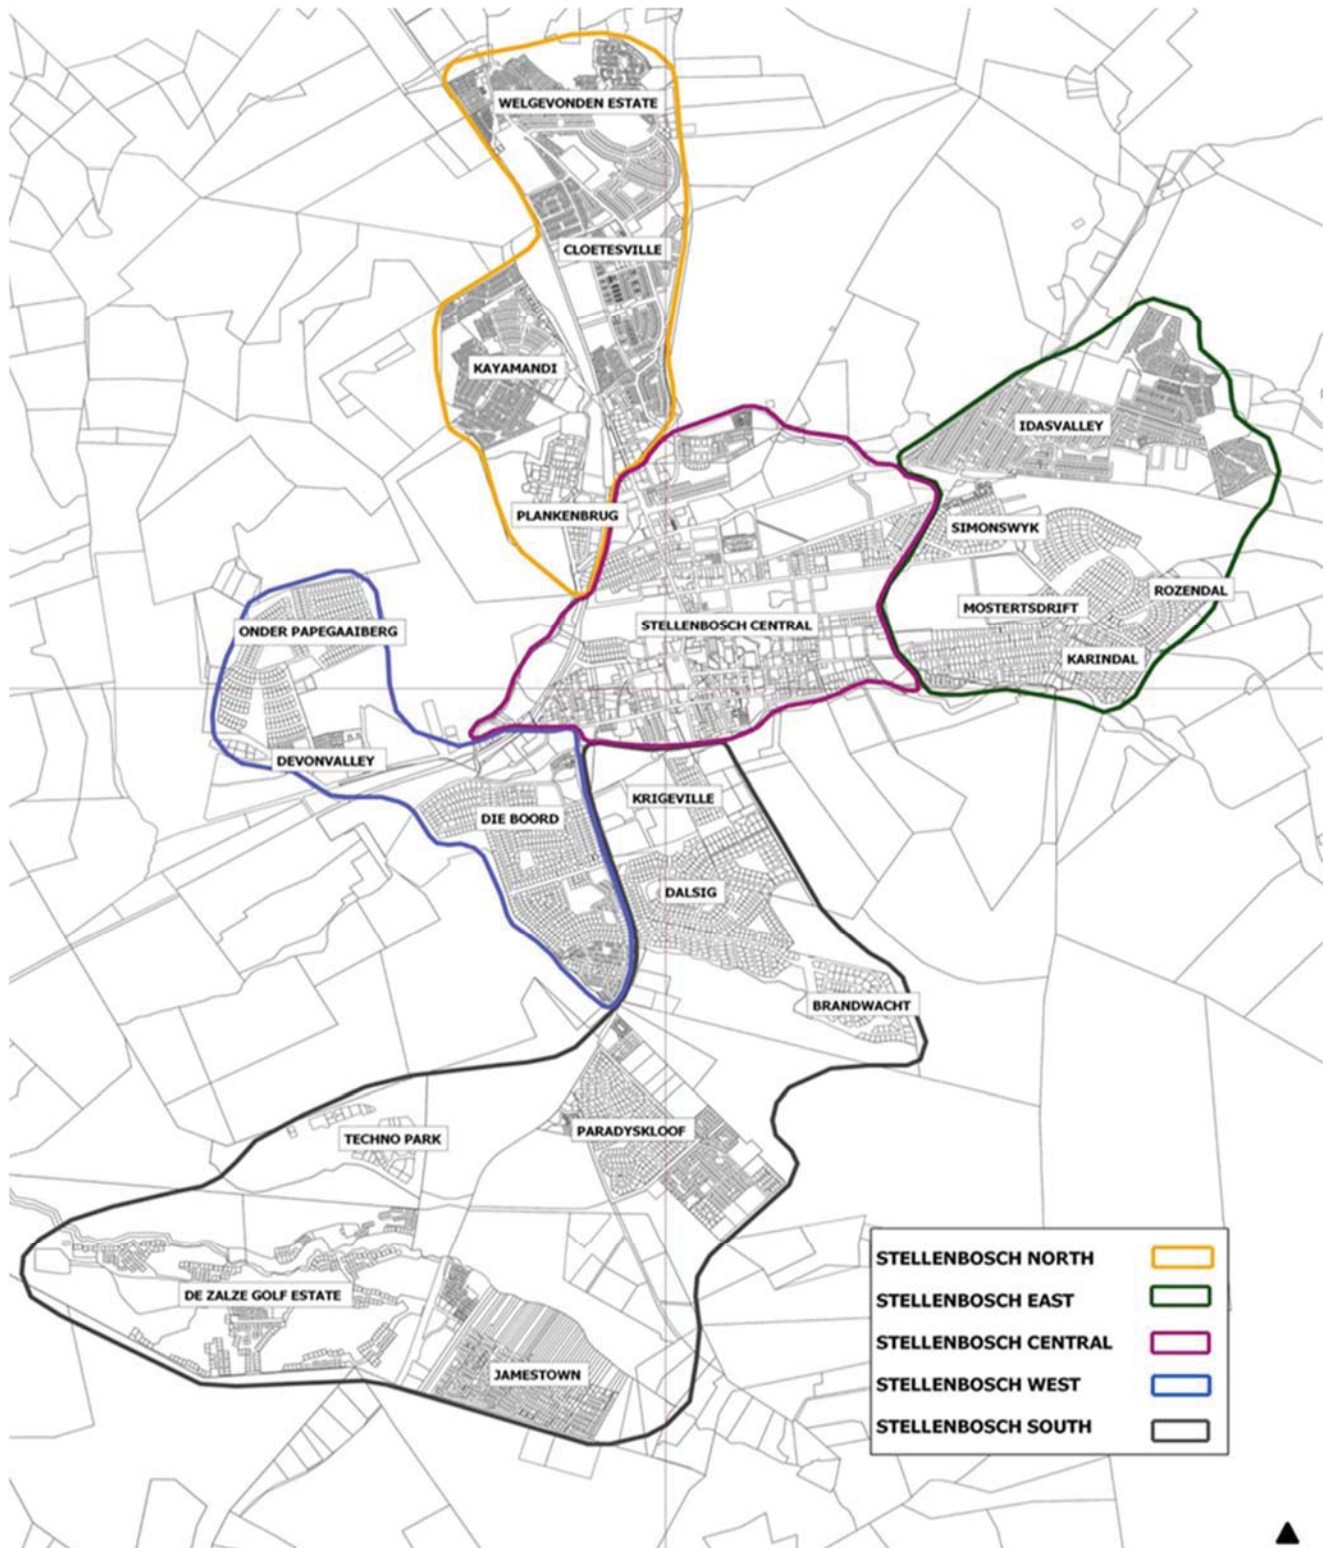 WELGEVONDEN ESTATE
CLOETESVILLE
KAYAMANDI
IDASVALLEY
PLANKENBRUG
SIMONSWYK
ROZENDAL
MOSTERTSDRIFT
ONDER PAPEGAAIBERG
STELLENBOSCH CENTRAL
KARINDAL
DEVONVALLEY
KRIGEVILLE
DIE BOORD
DALSIG
BRANDWACHT
PARADYSKLOOF
TECHNO PARK
DE ZALZE GOLF ESTATE
JAMESTOWN
STELLENBOSCH NORTH
STELLENBOSCH EAST
STELLENBOSCH CENTRAL
STELLENBOSCH WEST
STELLENBOSCH SOUTH